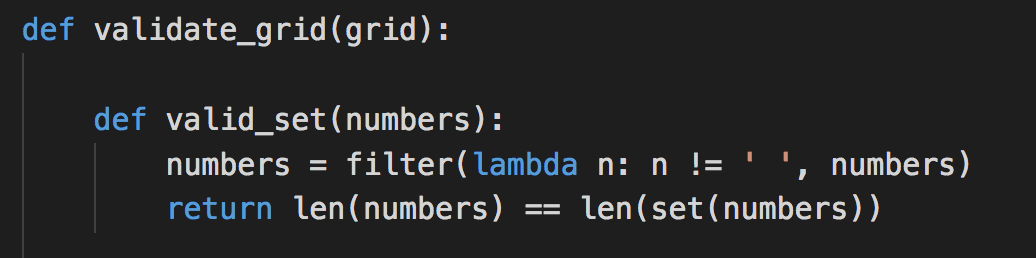 def validate_grid(grid):
def valid_set(numbers):
numbers = filter(lambda n: n != ' ', numbers)
return len(numbers) == len(set(numbers))